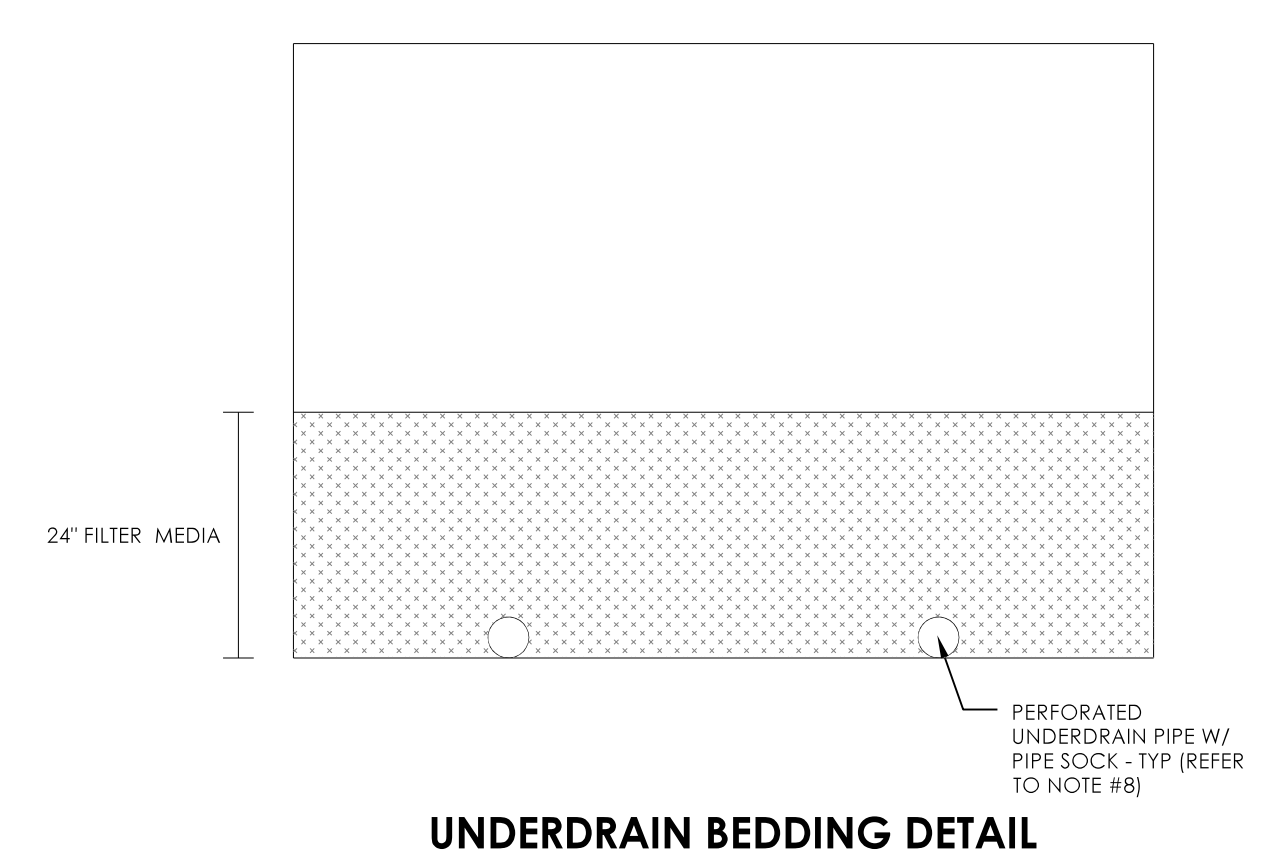 24" FILTER MEDIA
PERFORATED
UNDERDRAIN PIPE W/
PIPE SOCK - TYP (REFER
TO NOTE #8)
UNDERDRAIN BEDDING DETAIL